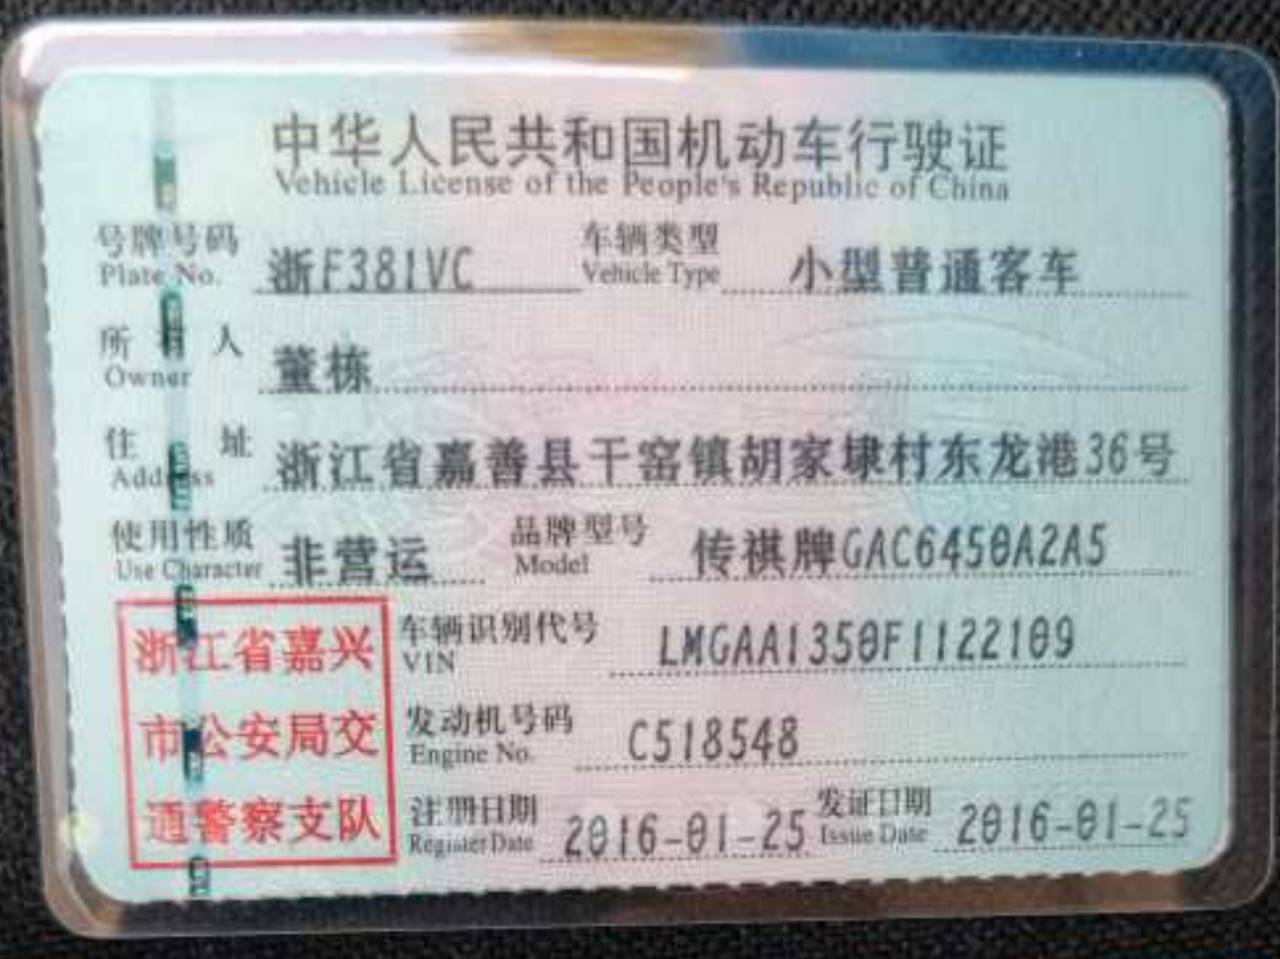 中华人民共和国机动车行驶证
Vehicle License of the People's Republic of China
号牌号码 浙F381VC 车辆类型 小型普通客车
Plate No. Vehicle Type
所 人 董栋
Owner
住 址 浙江省嘉善县干窑镇胡家埭村东龙港36号
Address
使用性质 非营运 品牌型号 传祺牌GAC6450A2A5
Use Character Model
浙江省嘉兴
市公安局交
通警察支队
车辆识别代号 LMGAA1350F1122109
VIN
发动机号码 C518548
Engine No.
注册日期 2016-01-25 发证日期 2016-01-25
Register Date Issue Date